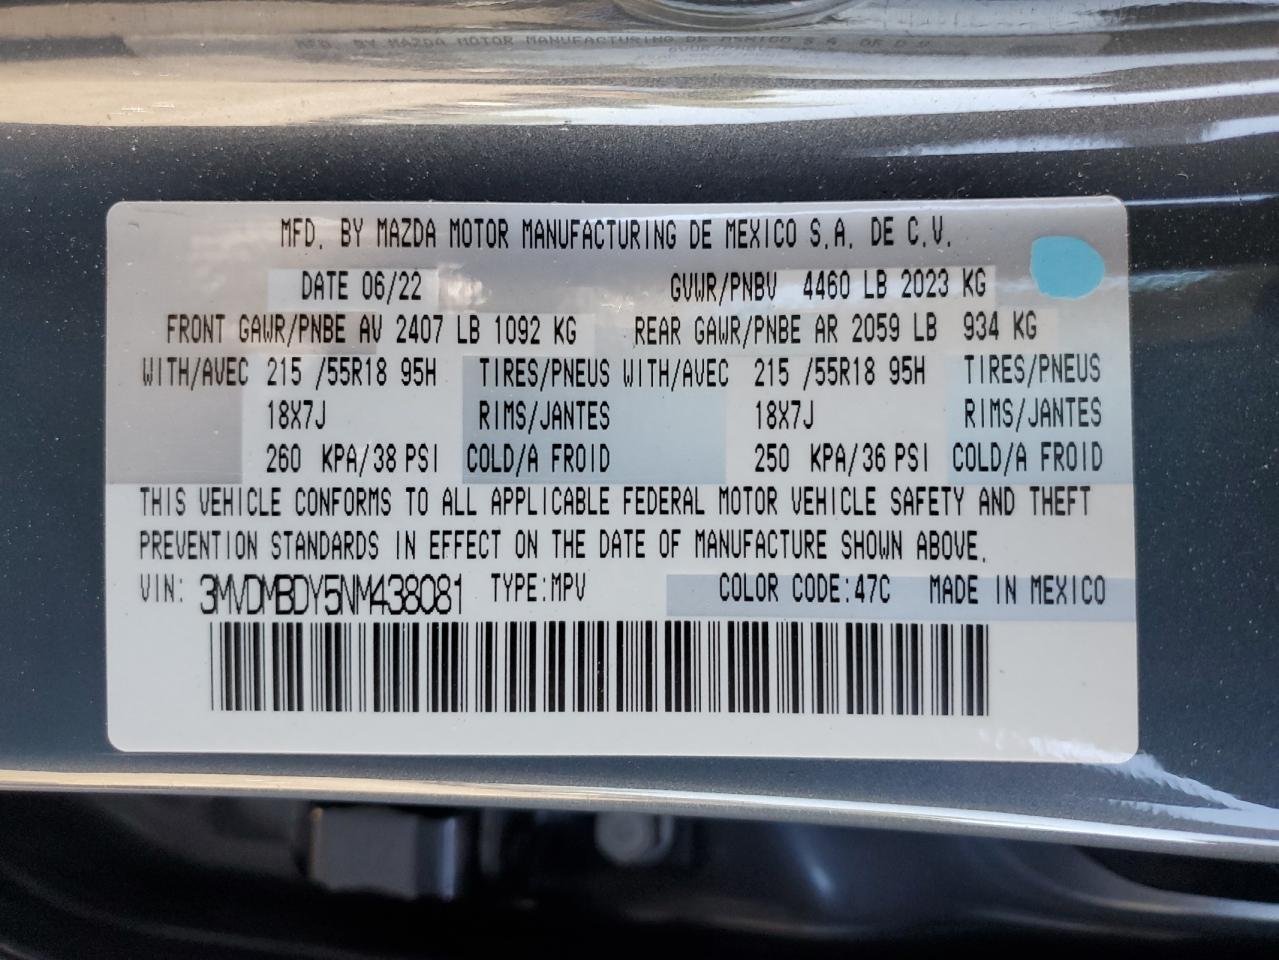 MFD. BY MAZDA MOTOR MANUFACTURING DE MEXICO S.A. DE C.V.
DATE 06/22 GVWR/PNBV 4460 LB 2023 KG
FRONT GAWR/PNBE AV 2407 LB 1092 KG REAR GAWR/PNBE AR 2059 LB 934 KG
WITH/AVEC 215 /55R18 95H TIRES/PNEUS WITH/AVEC 215 /55R18 95H TIRES/PNEUS
18X7J RIMS/JANTES 18X7J RIMS/JANTES
260 KPA/38 PSI COLD/A FROID 250 KPA/36 PSI COLD/A FROID
THIS VEHICLE CONFORMS TO ALL APPLICABLE FEDERAL MOTOR VEHICLE SAFETY AND THEFT
PREVENTION STANDARDS IN EFFECT ON THE DATE OF MANUFACTURE SHOWN ABOVE.
VIN: 3MVDMBDY5NM438081 TYPE:MPV COLOR CODE:47C MADE IN MEXICO